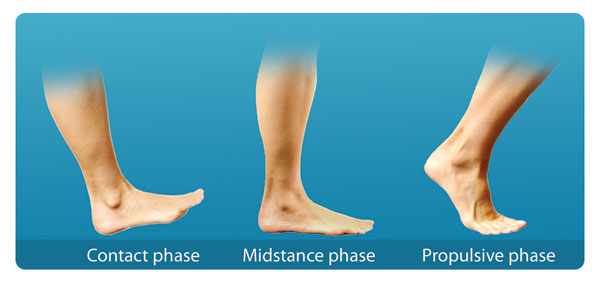 Contact phase
Midstance phase
Propulsive phase